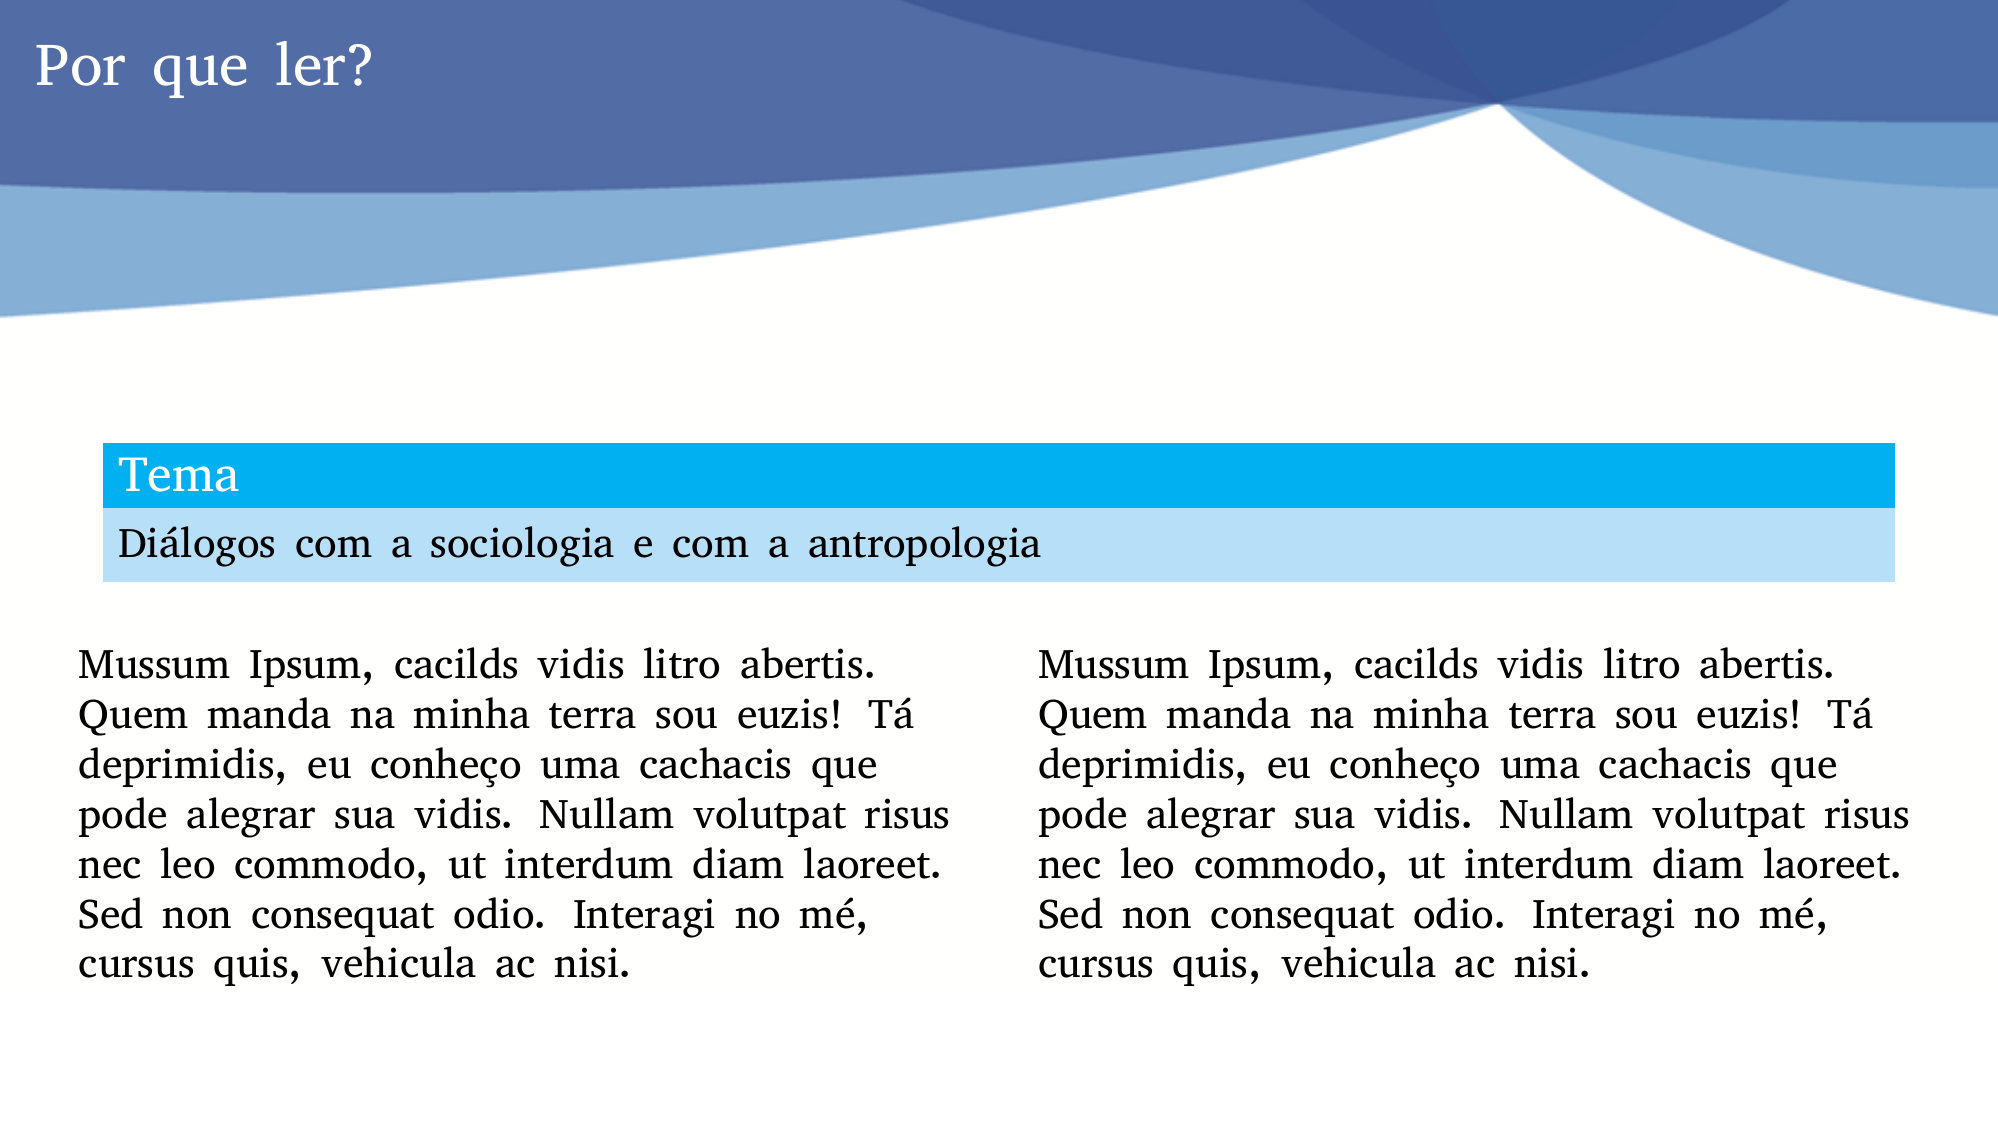 Por que ler?
Tema
Diálogos com a sociologia e com a antropologia
Mussum Ipsum, cacilds vidis litro abertis.
Quem manda na minha terra sou euzis! Tá
deprimidis, eu conheço uma cachacis que
pode alegrar sua vidis. Nullam volutpat risus
nec leo commodo, ut interdum diam laoreet.
Sed non consequat odio. Interagi no mé,
cursus quis, vehicula ac nisi.
Mussum Ipsum, cacilds vidis litro abertis.
Quem manda na minha terra sou euzis! Tá
deprimidis, eu conheço uma cachacis que
pode alegrar sua vidis. Nullam volutpat risus
nec leo commodo, ut interdum diam laoreet.
Sed non consequat odio. Interagi no mé,
cursus quis, vehicula ac nisi.